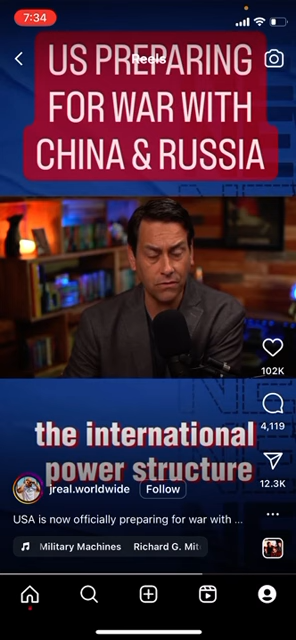 7:34
US PREPARING
Reels
FOR WAR WITH
CHINA & RUSSIA
102K
the international
4,119
power structure
jreal.worldwide Follow
12.3K
USA is now officially preparing for war with ...
Military Machines Richard G. Mit